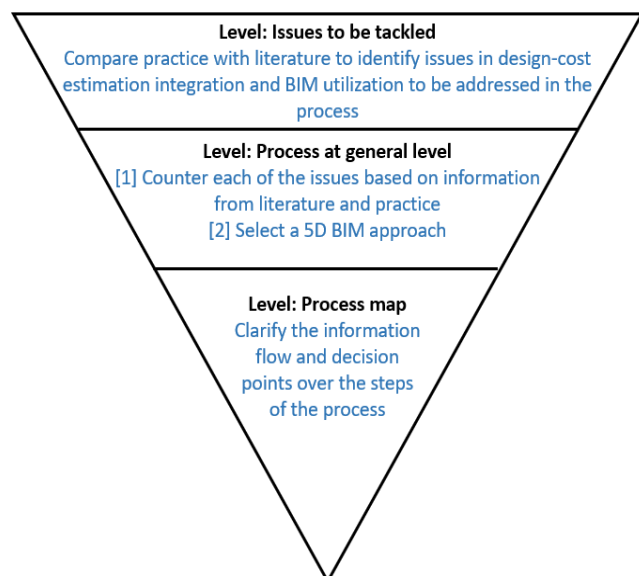 Level: Issues to be tackled
Compare practice with literature to identify issues in design-cost
estimation integration and BIM utilization to be addressed in the
process
Level: Process at general level
[1] Counter each of the issues based on information
from literature and practice
[2] Select a 5D BIM approach
Level: Process map
Clarify the information
flow and decision
points over the steps
of the process